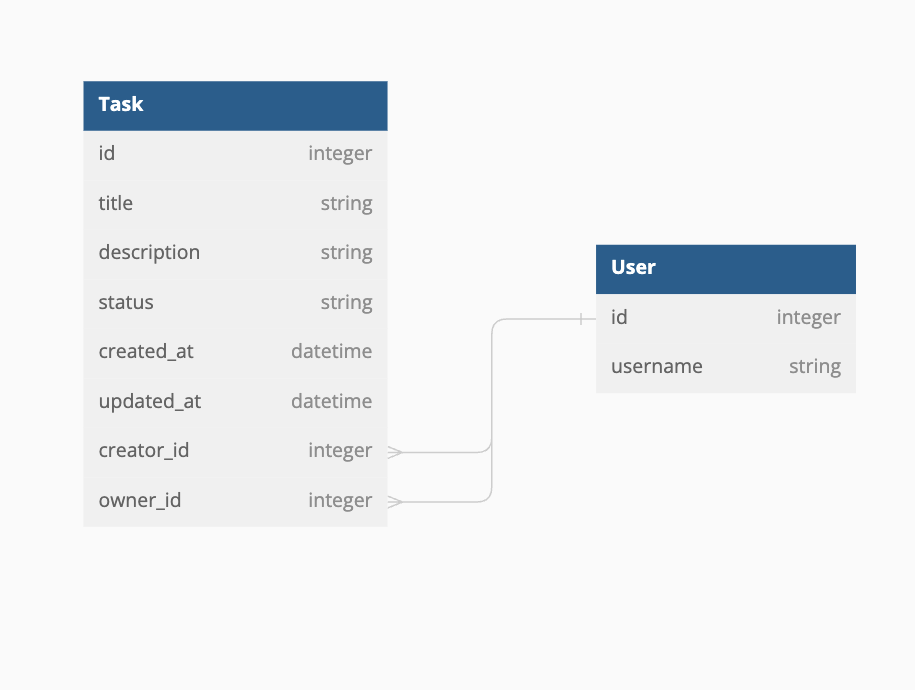 Task
id integer
title string
description string
status string
created_at datetime
updated_at datetime
creator_id integer
owner_id integer
User
id integer
username string